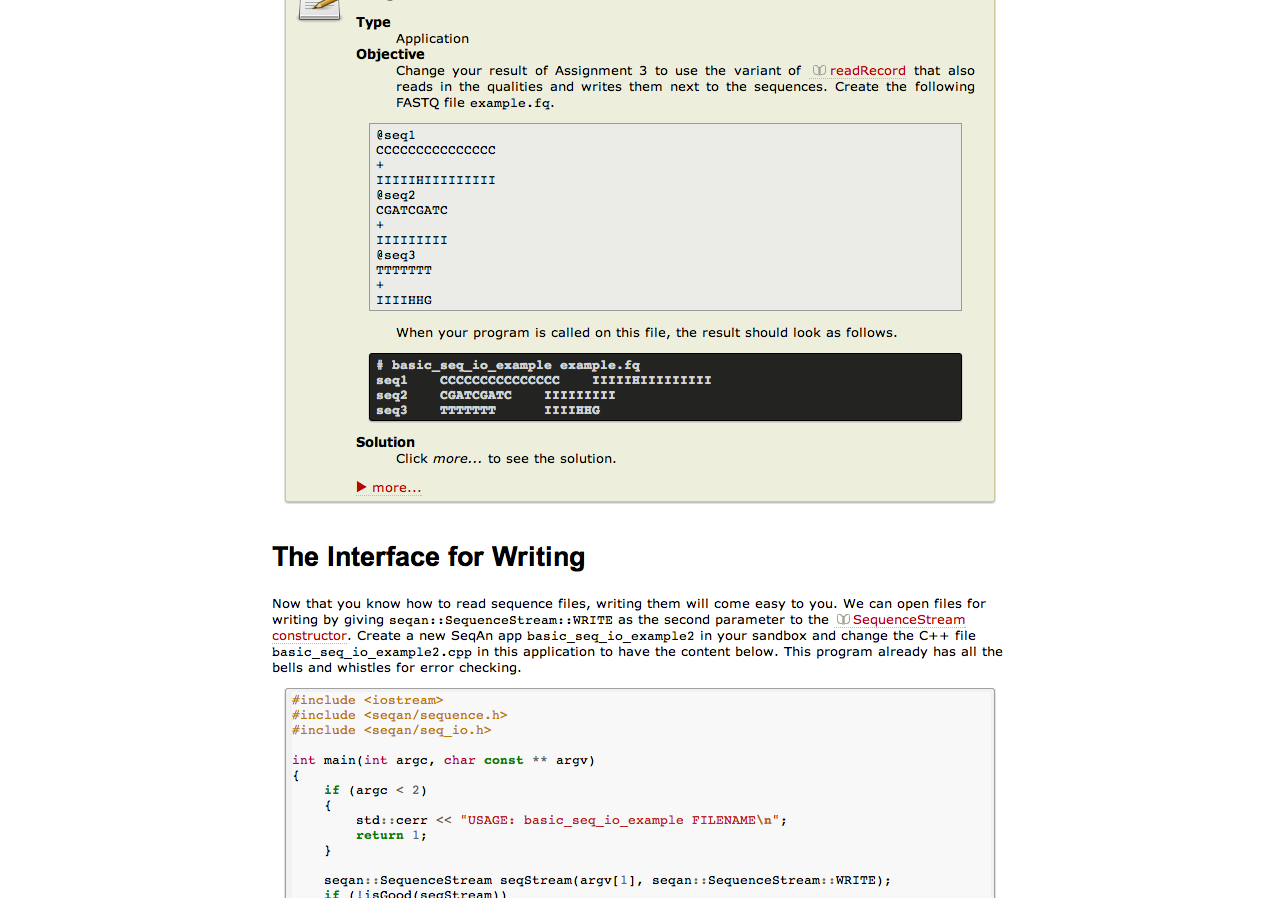 Type
Application
Objective
Change your result of Assignment 3 to use the variant of readRecord that also
reads in the qualities and writes them next to the sequences. Create the following
FASTQ file example.fq.
@seq1
CCCCCCCCCCCCCCC
+
IIIIIHIIIIIIIII
@seq2
CGATCGATC
+
IIIIIIIII
@seq3
TTTTTTT
+
IIIIHHG
When your program is called on this file, the result should look as follows.
# basic_seq_io_example example.fq
seq1    CCCCCCCCCCCCCCC    IIIIIHIIIIIIIII
seq2    CGATCGATC    IIIIIIIII
seq3    TTTTTTT      IIIIHHG
Solution
Click more... to see the solution.
▶ more...
The Interface for Writing
Now that you know how to read sequence files, writing them will come easy to you. We can open files for
writing by giving seqan::SequenceStream::WRITE as the second parameter to the SequenceStream
constructor. Create a new SeqAn app basic_seq_io_example2 in your sandbox and change the C++ file
basic_seq_io_example2.cpp in this application to have the content below. This program already has all the
bells and whistles for error checking.
#include <iostream>
#include <seqan/sequence.h>
#include <seqan/seq_io.h>
int main(int argc, char const ** argv)
{
    if (argc < 2)
    {
        std::cerr << "USAGE: basic_seq_io_example FILENAME\n";
        return 1;
    }
    seqan::SequenceStream seqStream(argv[1], seqan::SequenceStream::WRITE);
    if (!isGood(seqStream))